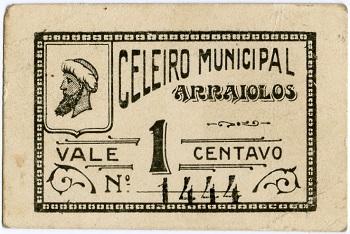 CELEIRO MUNICIPAL
ARRAIOLOS
VALE 1 CENTAVO
Nº 1444